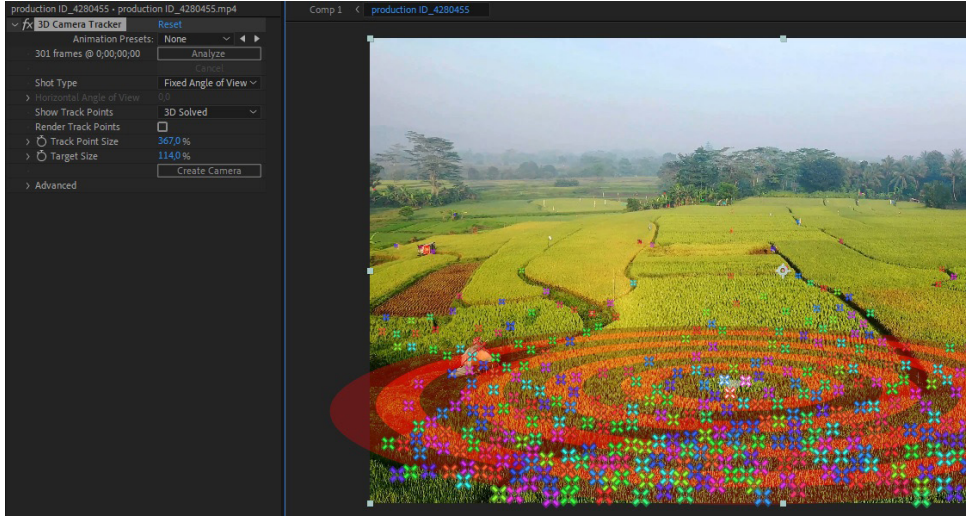 production ID_4280455 • production ID_4280455.mp4
fx 3D Camera Tracker Reset
Animation Presets: None
301 frames @ 0;00;00;00 Analyze
Cancel
Shot Type Fixed Angle of View
Horizontal Angle of View 0,0
Show Track Points 3D Solved
Render Track Points
Track Point Size 367,0 %
Target Size 114,0 %
Create Camera
Advanced
Comp 1 production ID_4280455